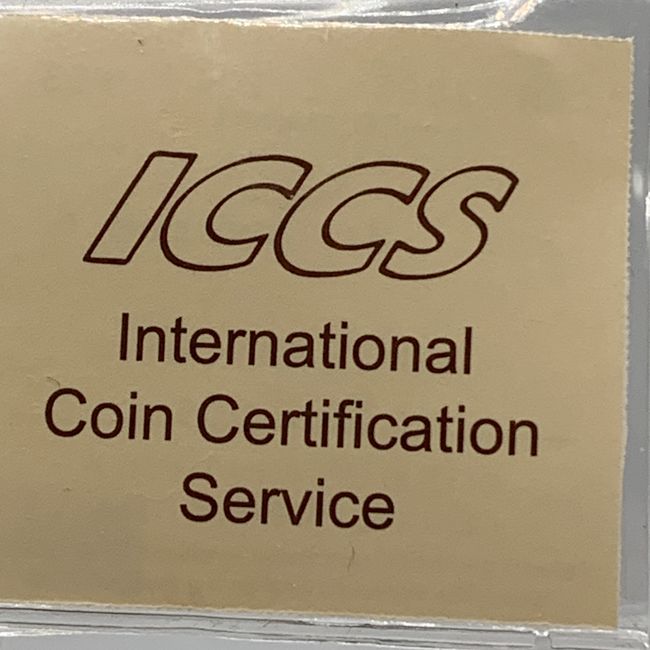 ICCS
International
Coin Certification
Service